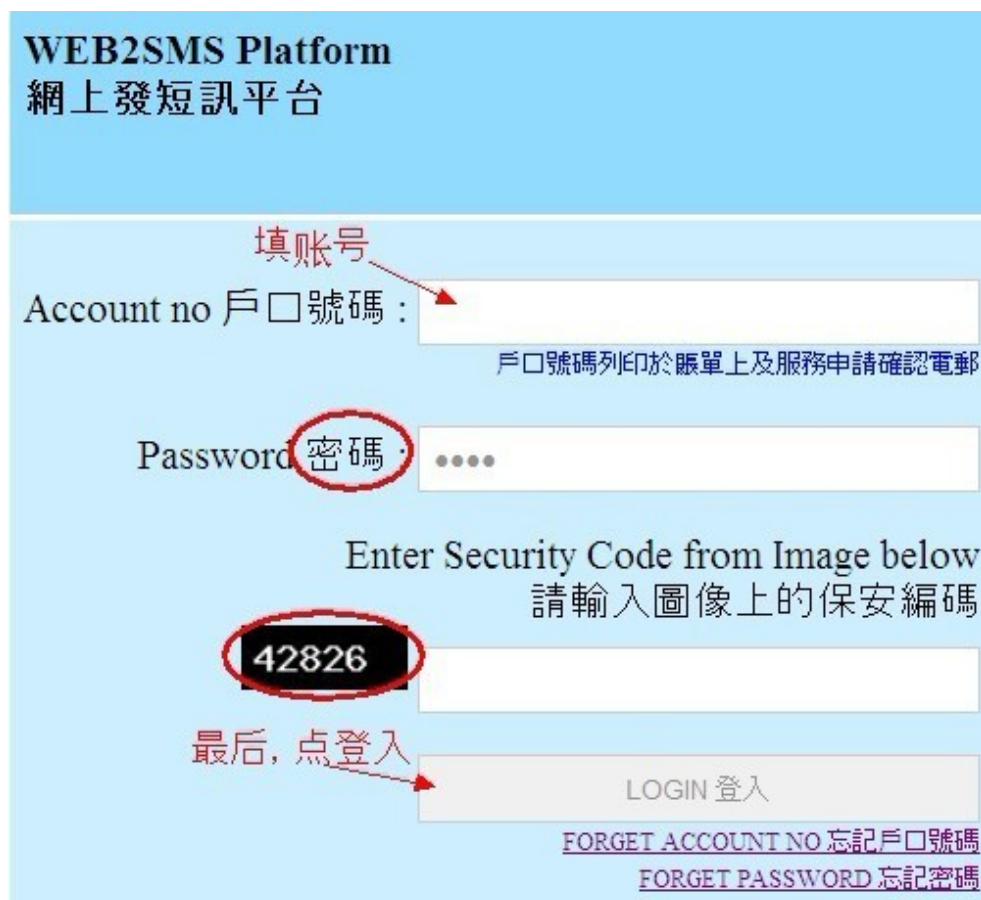 WEB2SMS Platform
網上發短訊平台
填账号
Account no 戶口號碼 :
戶口號碼列印於賬單上及服務申請確認電郵
Password 密碼 :
••••
Enter Security Code from Image below
請輸入圖像上的保安編碼
42826
最后, 点登入
LOGIN 登入
FORGET ACCOUNT NO 忘記戶口號碼
FORGET PASSWORD 忘記密碼